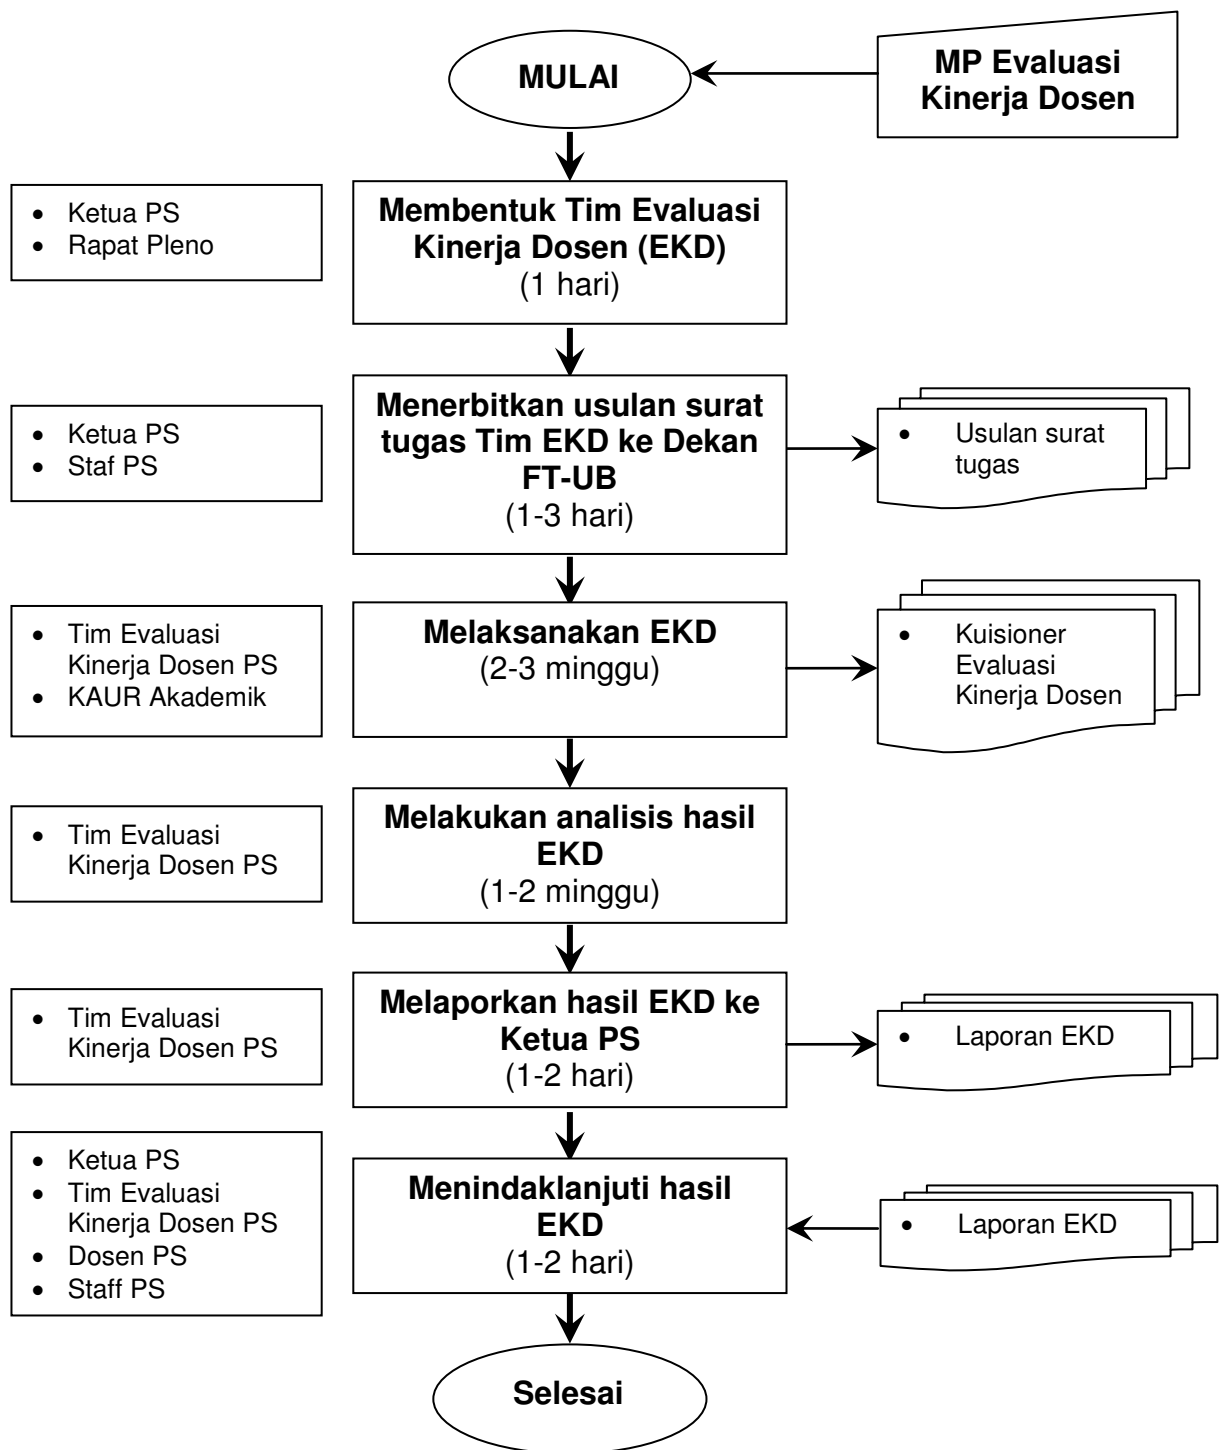 MULAI
MP Evaluasi
Kinerja Dosen
• Ketua PS
• Rapat Pleno
Membentuk Tim Evaluasi
Kinerja Dosen (EKD)
(1 hari)
• Ketua PS
• Staf PS
Menerbitkan usulan surat
tugas Tim EKD ke Dekan
FT-UB
(1-3 hari)
• Usulan surat
tugas
• Tim Evaluasi
Kinerja Dosen PS
• KAUR Akademik
Melaksanakan EKD
(2-3 minggu)
• Kuisioner
Evaluasi
Kinerja Dosen
• Tim Evaluasi
Kinerja Dosen PS
Melakukan analisis hasil
EKD
(1-2 minggu)
• Tim Evaluasi
Kinerja Dosen PS
Melaporkan hasil EKD ke
Ketua PS
(1-2 hari)
• Laporan EKD
• Ketua PS
• Tim Evaluasi
Kinerja Dosen PS
• Dosen PS
• Staff PS
Menindaklanjuti hasil
EKD
(1-2 hari)
• Laporan EKD
Selesai